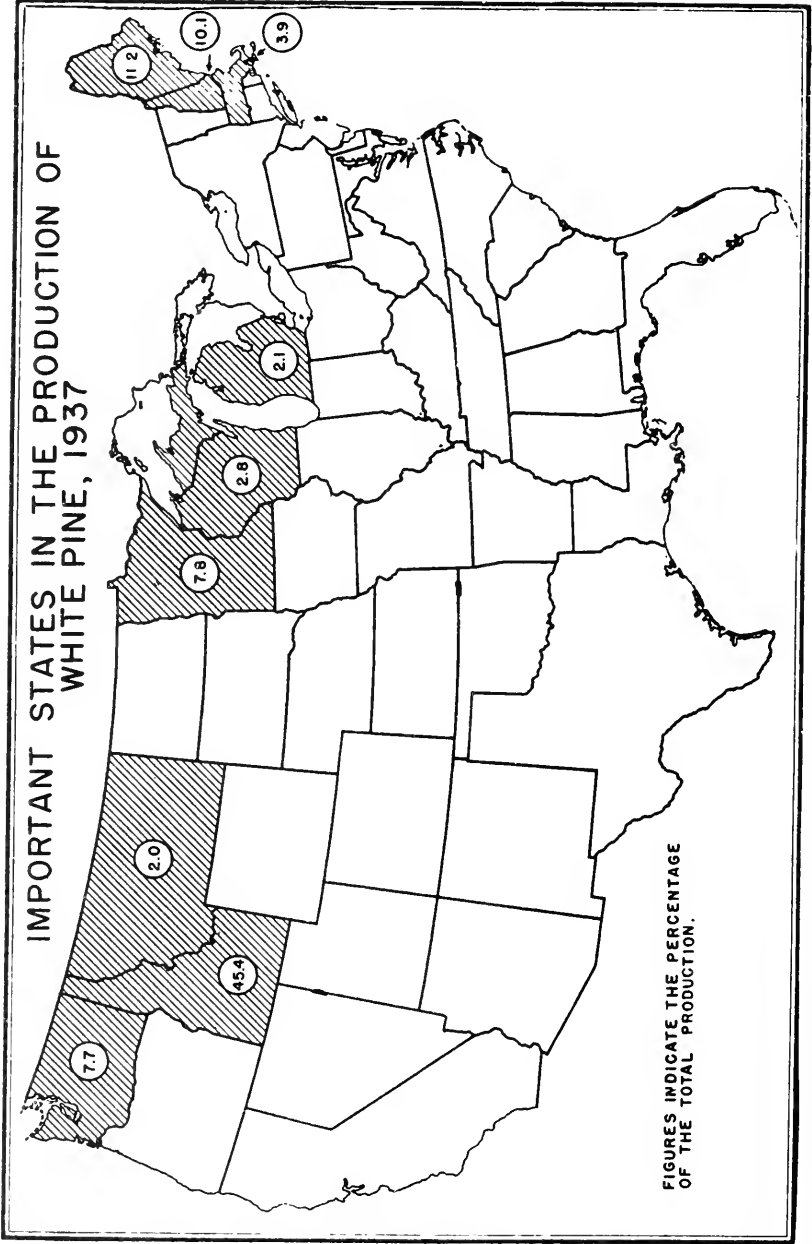 IMPORTANT STATES IN THE PRODUCTION OF
WHITE PINE, 1937
7.7
45.4
2.0
7.8
2.8
2.1
11 2
10.1
3.9
FIGURES INDICATE THE PERCENTAGE
OF THE TOTAL PRODUCTION.